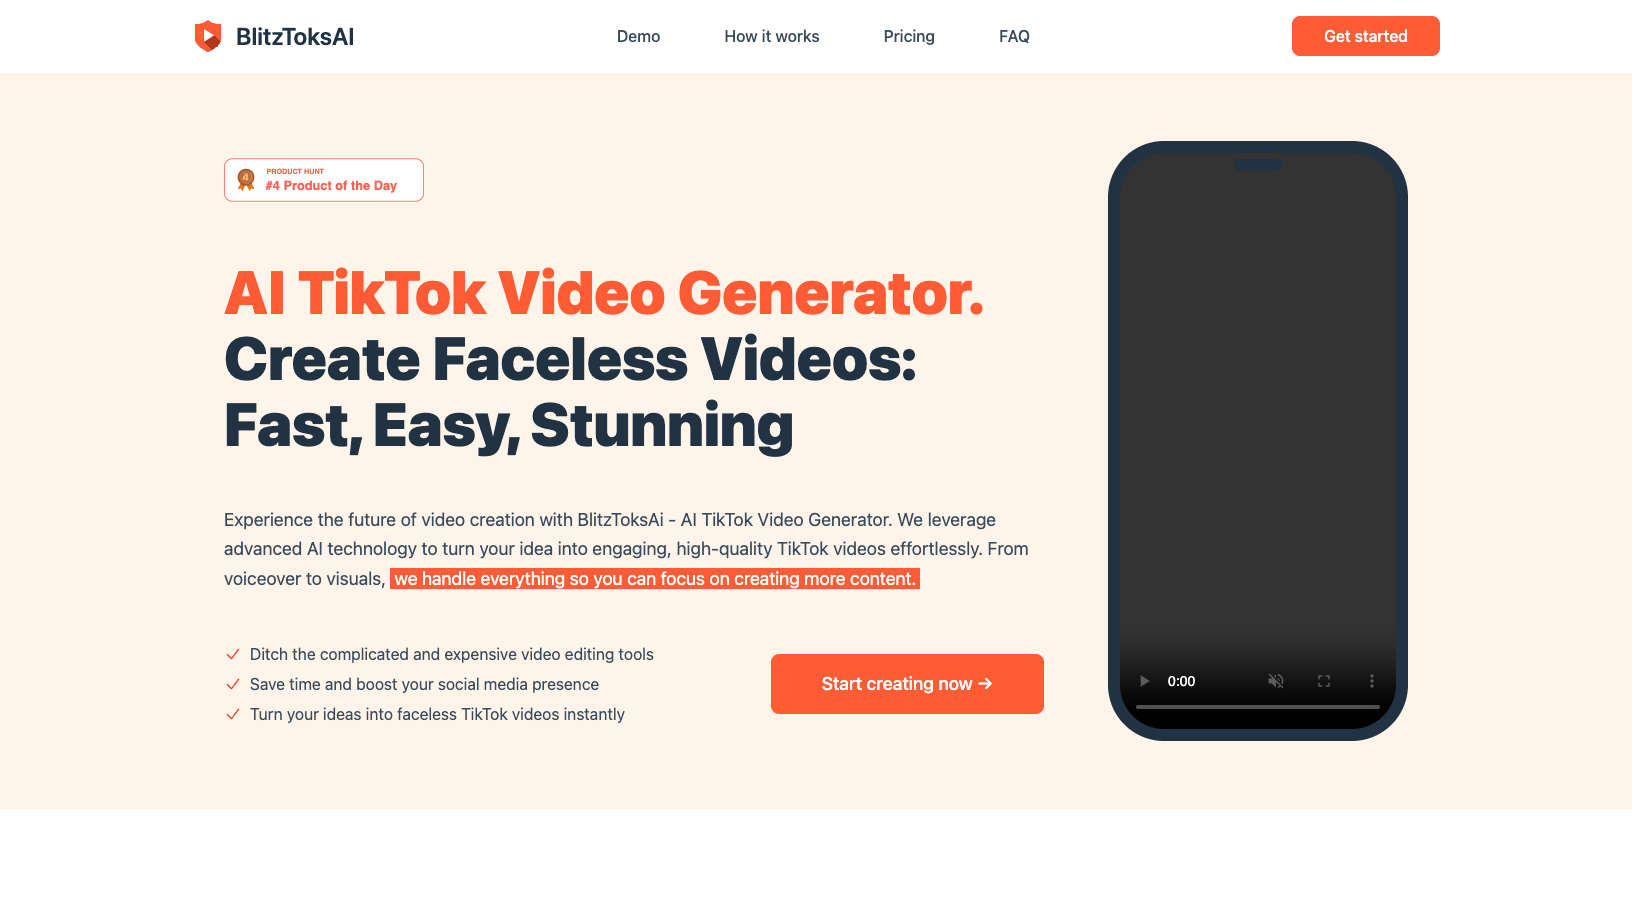 BlitzToksAI
Demo
How it works
Pricing
FAQ
Get started
4
PRODUCT HUNT
#4 Product of the Day
AI TikTok Video Generator.
Create Faceless Videos:
Fast, Easy, Stunning
Experience the future of video creation with BlitzToksAi - AI TikTok Video Generator. We leverage
advanced AI technology to turn your idea into engaging, high-quality TikTok videos effortlessly. From
voiceover to visuals, we handle everything so you can focus on creating more content.
Ditch the complicated and expensive video editing tools
Save time and boost your social media presence
Turn your ideas into faceless TikTok videos instantly
Start creating now →
0:00